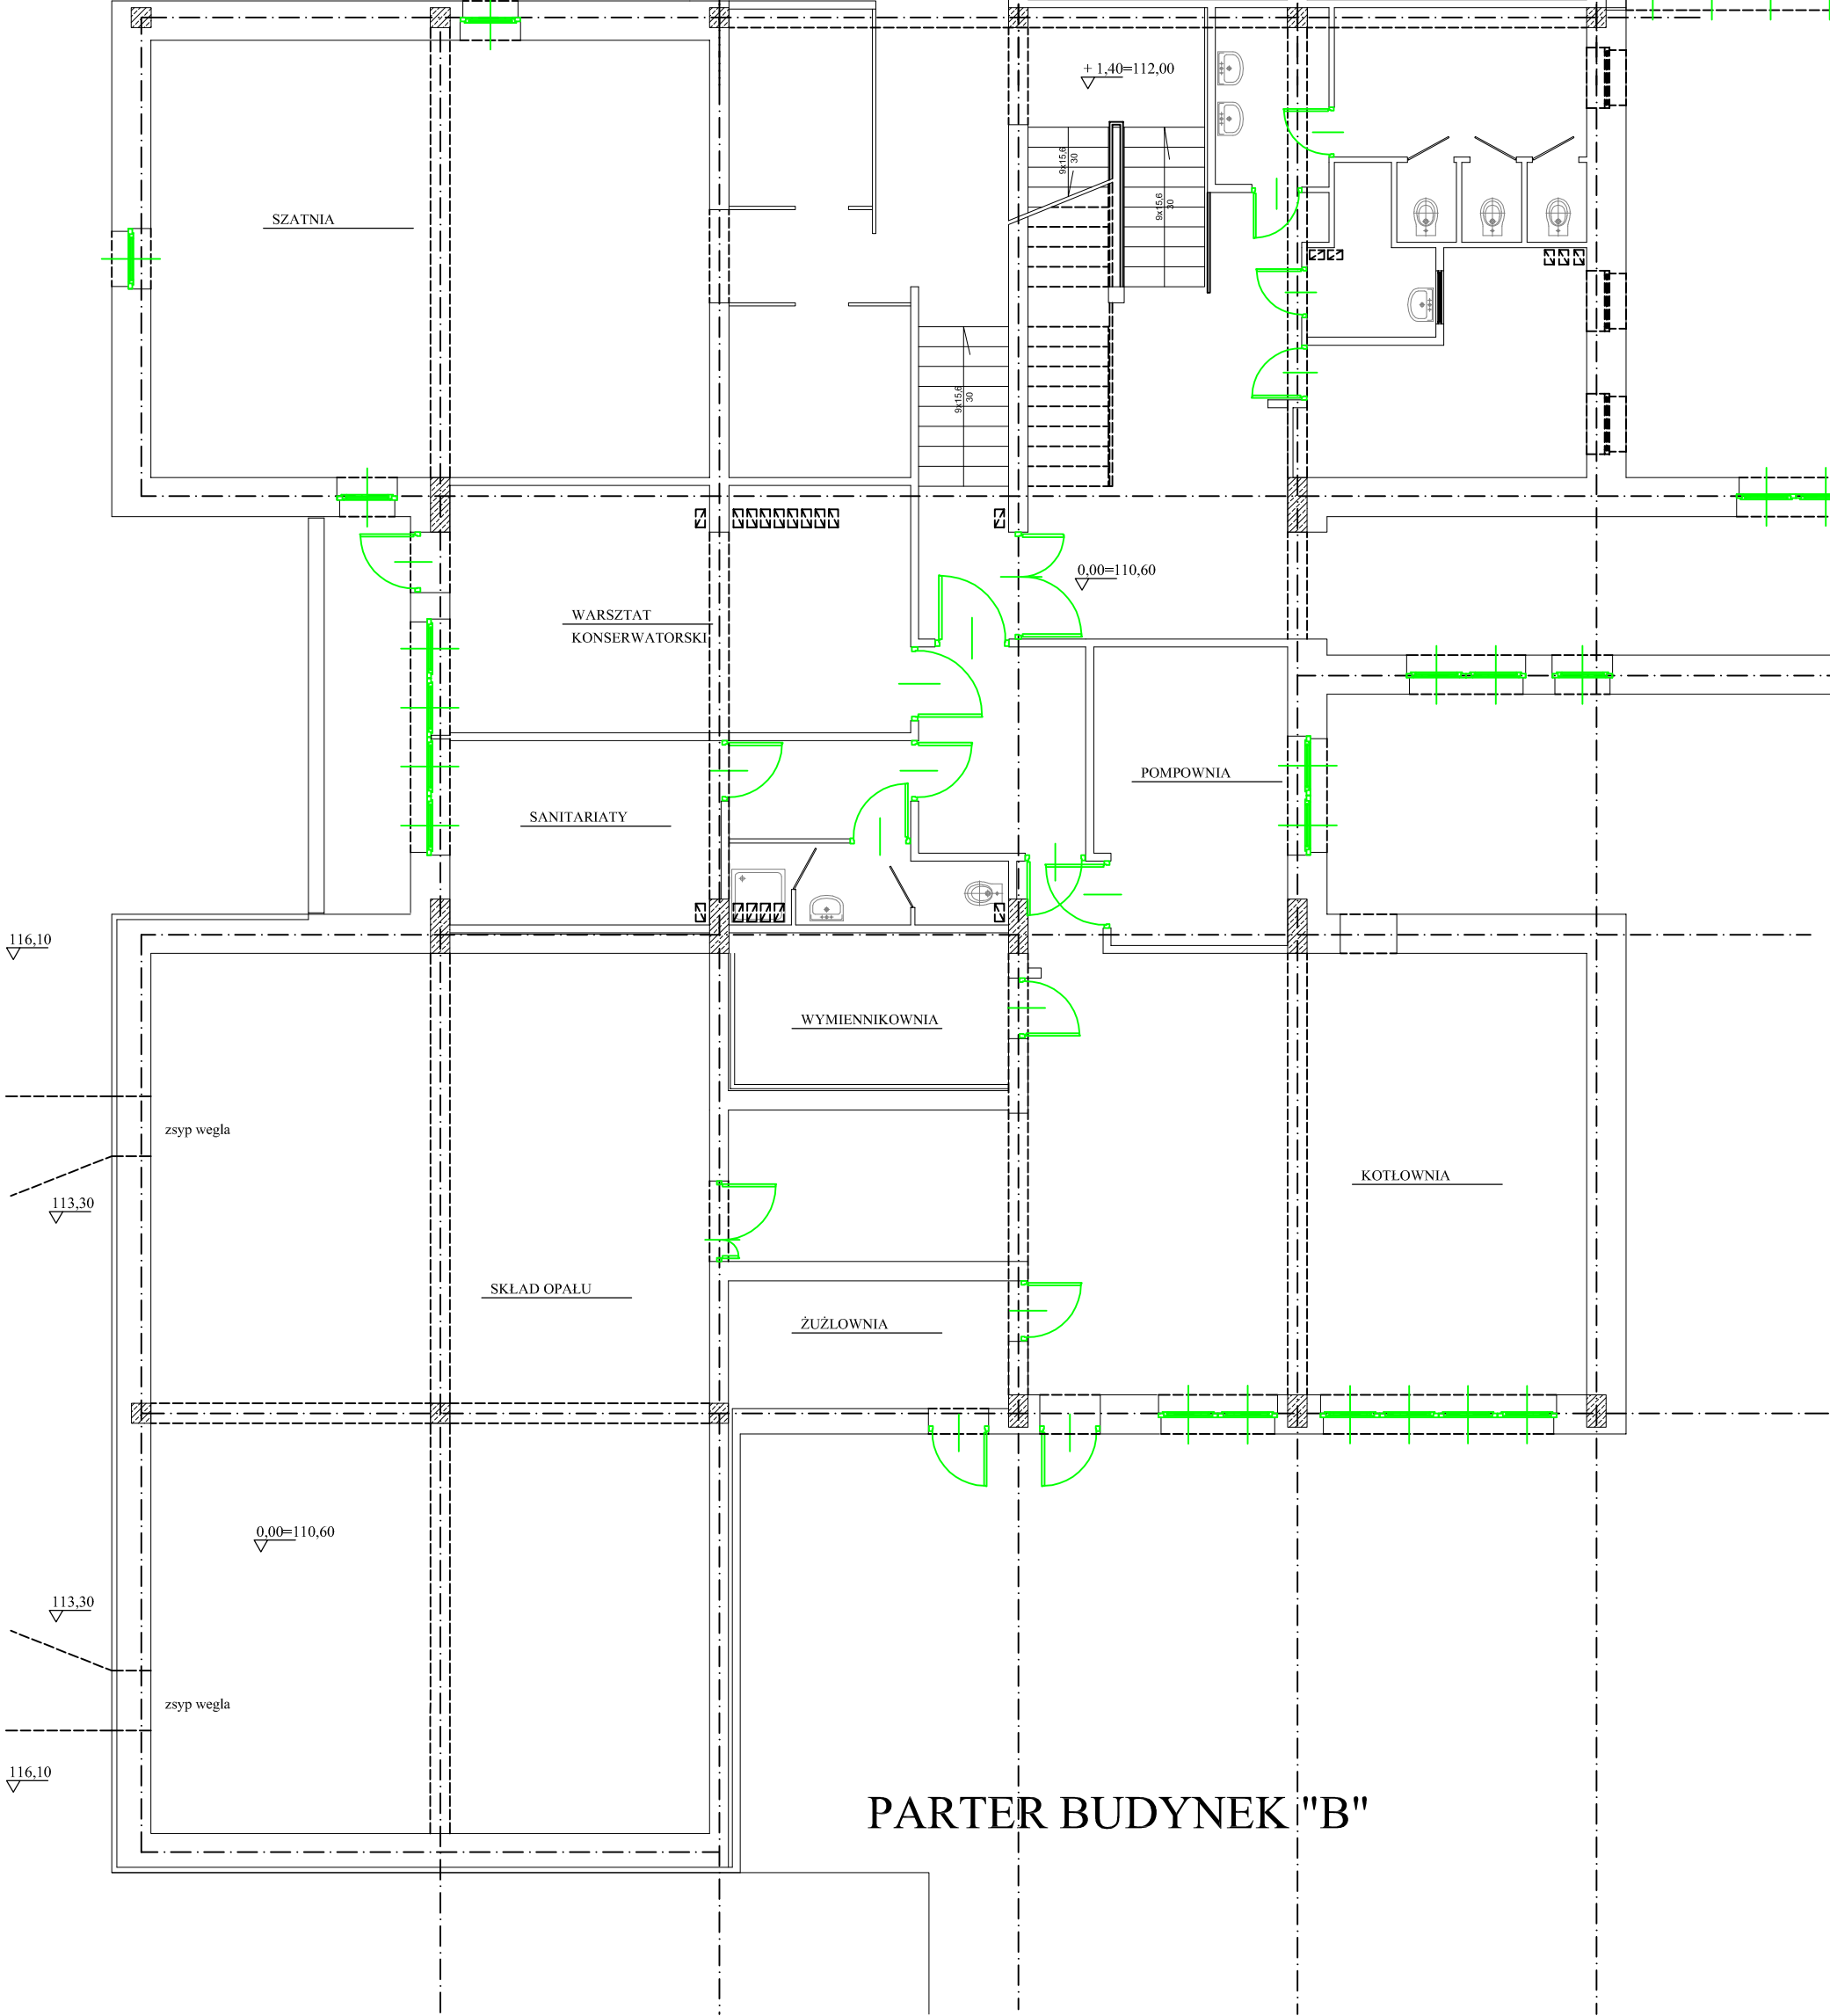 + 1,40=112,00
9x15,6
30
9x15,6
30
SZATNIA
9x15,6
30
0,00=110,60
WARSZTAT
KONSERWATORSKI
POMPOWNIA
SANITARIATY
116,10
WYMIENNIKOWNIA
zsyp wegla
KOTŁOWNIA
113,30
SKŁAD OPAŁU
ŻUŻLOWNIA
0,00=110,60
113,30
zsyp wegla
116,10
PARTER BUDYNEK "B"